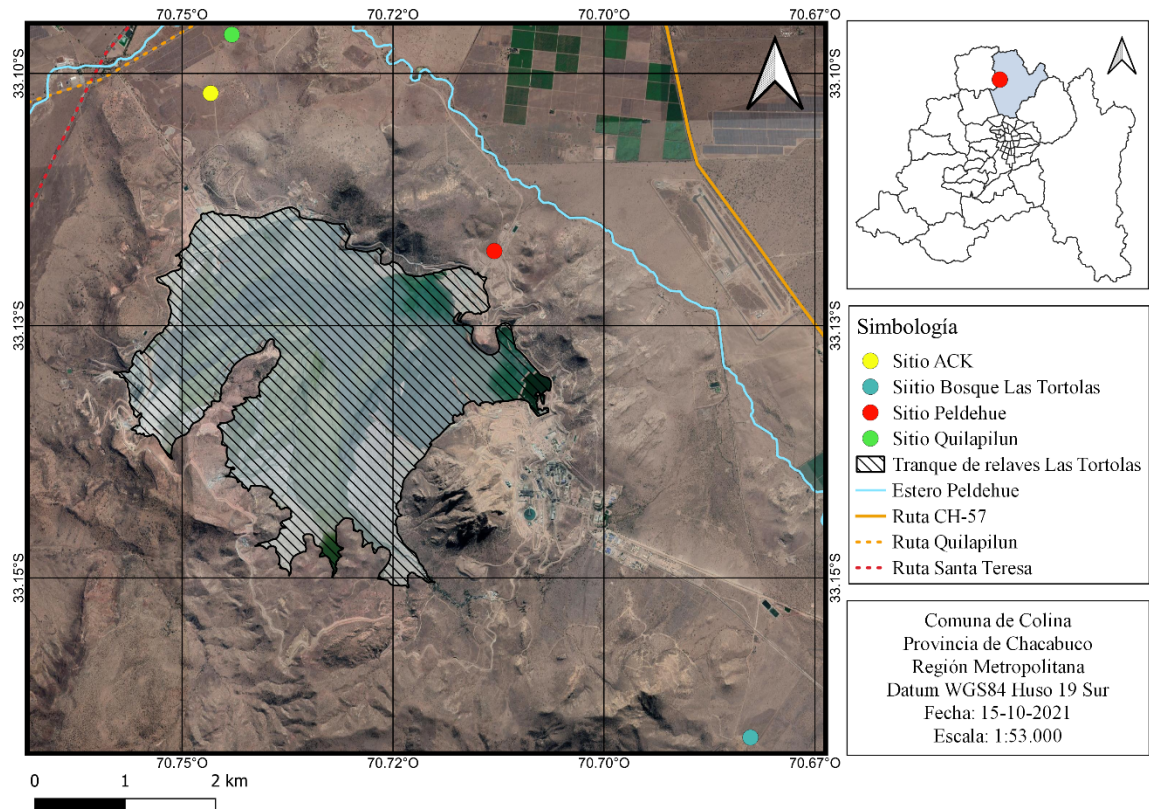 70.75°O 70.72°O 70.70°O 70.67°O
33.10°S 33.10°S
33.13°S 33.13°S
33.15°S 33.15°S
70.75°O 70.72°O 70.70°O 70.67°O
0 1 2 km
Simbología
Sitio ACK
Siitio Bosque Las Tortolas
Sitio Peldehue
Sitio Quilapilun
Tranque de relaves Las Tortolas
Estero Peldehue
Ruta CH-57
Ruta Quilapilun
Ruta Santa Teresa
Comuna de Colina
Provincia de Chacabuco
Región Metropolitana
Datum WGS84 Huso 19 Sur
Fecha: 15-10-2021
Escala: 1:53.000